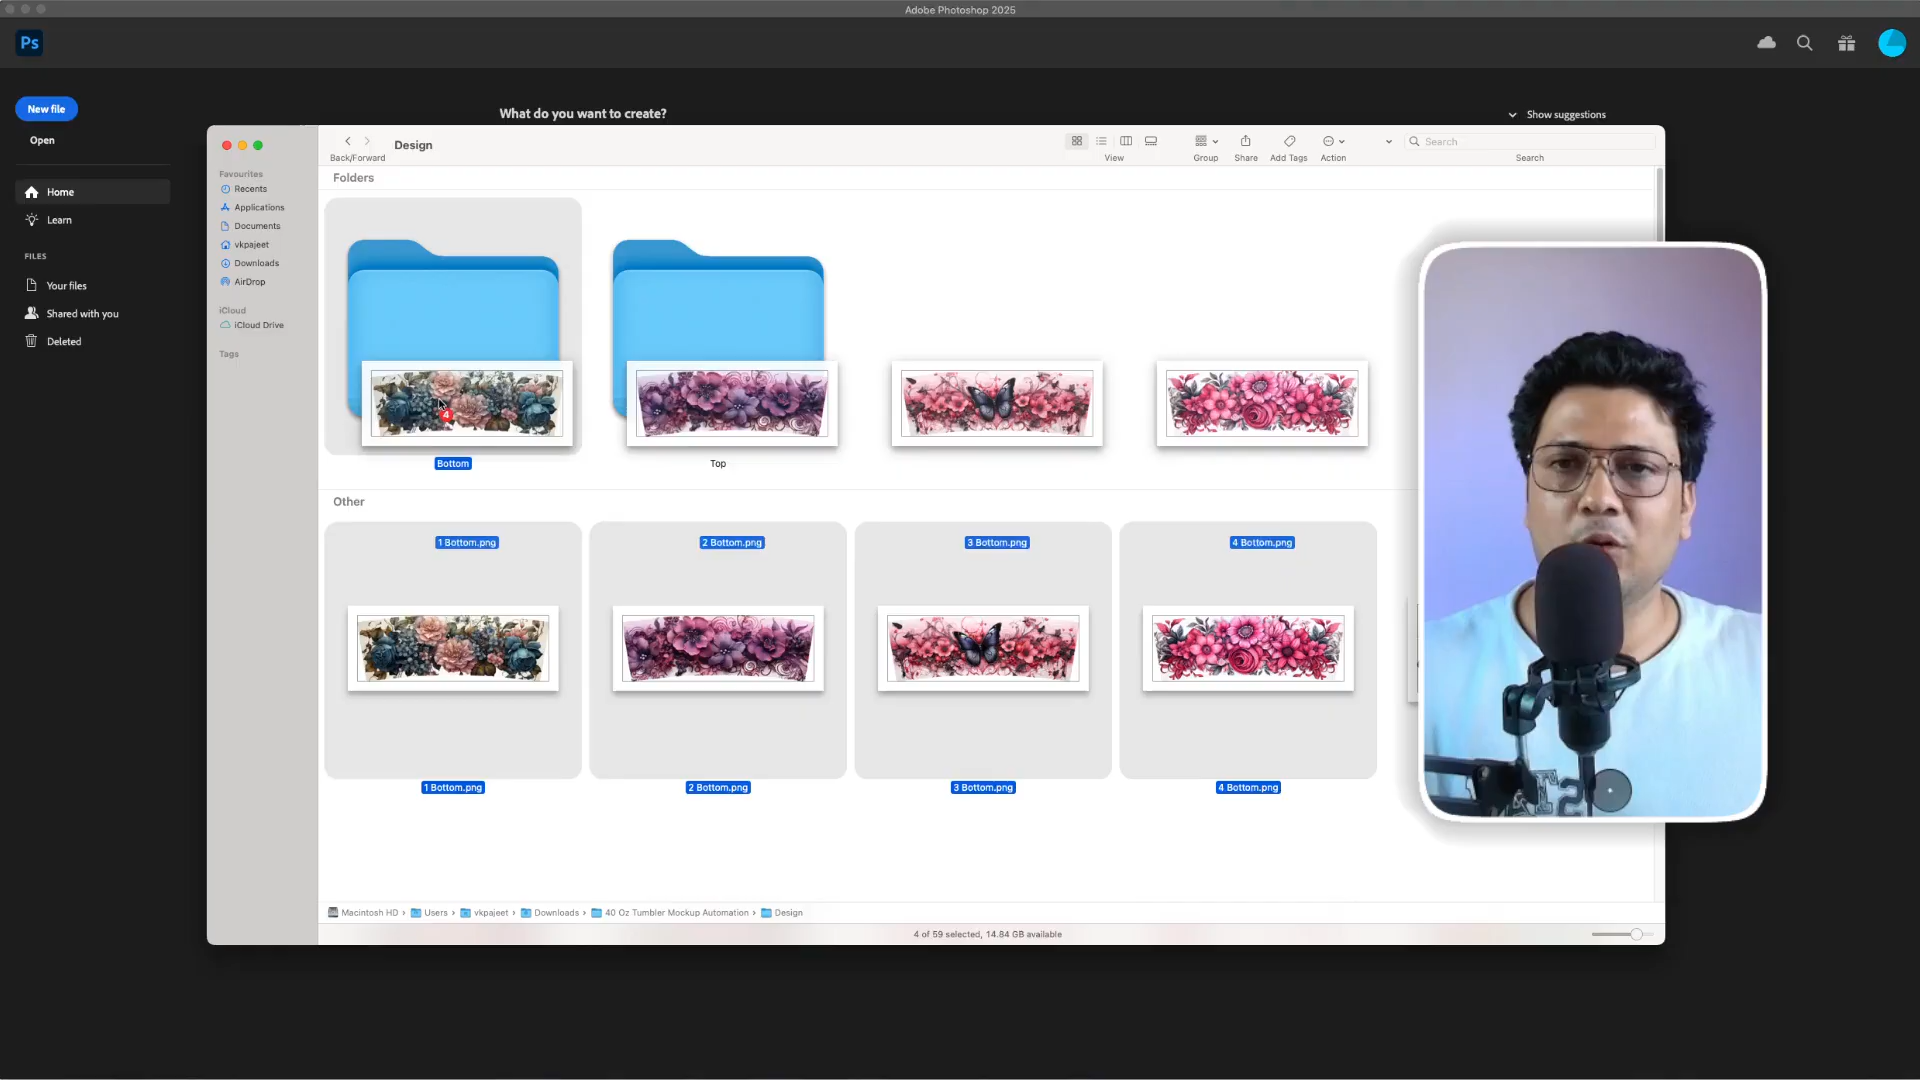 Adobe Photoshop 2025
Ps
New file
What do you want to create?
Show suggestions
Open
Home
Learn
FILES
Your files
Shared with you
Deleted
Back/Forward
Design
View
Group
Share
Add Tags
Action
Search
Search
Favourites
Recents
Applications
Documents
vkpajeet
Downloads
AirDrop
iCloud
iCloud Drive
Tags
Folders
4
Bottom
Top
Other
1 Bottom.png
2 Bottom.png
3 Bottom.png
4 Bottom.png
1 Bottom.png
2 Bottom.png
3 Bottom.png
4 Bottom.png
Macintosh HD › Users › vkpajeet › Downloads › 40 Oz Tumbler Mockup Automation › Design
4 of 59 selected, 14.84 GB available